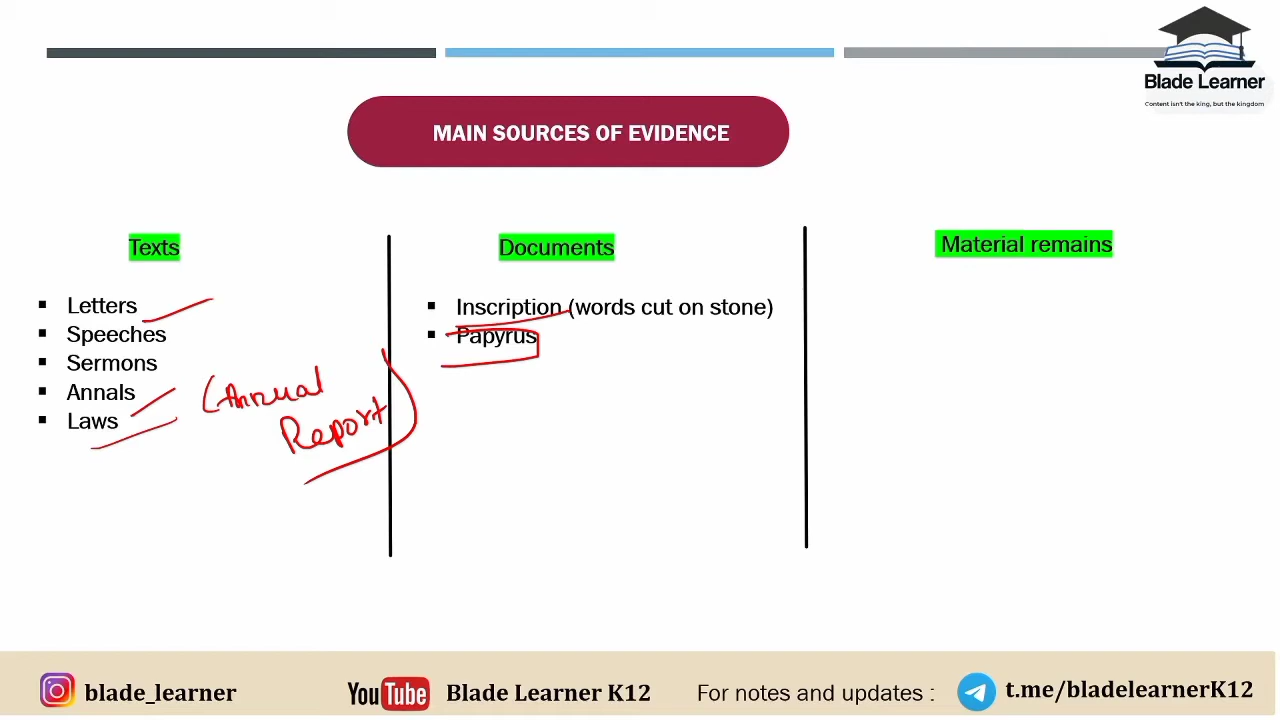 Blade Learner
Content isn't the king, but the kingdom
MAIN SOURCES OF EVIDENCE
Texts
▪ Letters
▪ Speeches
▪ Sermons
▪ Annals
▪ Laws
(Annual
Report)
Documents
▪ Inscription (words cut on stone)
▪ Papyrus
Material remains
blade_learner
YouTube Blade Learner K12
For notes and updates : t.me/bladelearnerK12